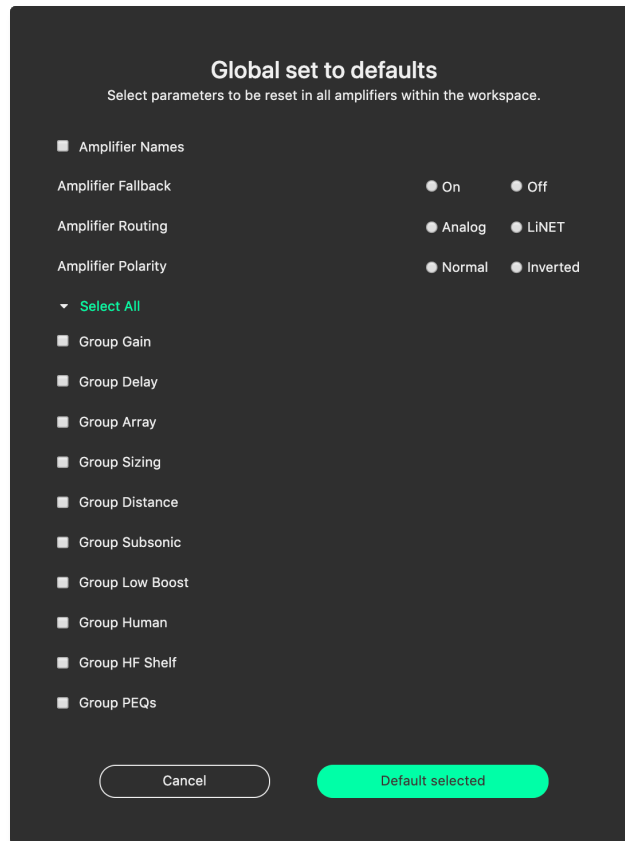 Global set to defaults
Select parameters to be reset in all amplifiers within the workspace.
Amplifier Names
Amplifier Fallback On Off
Amplifier Routing Analog LiNET
Amplifier Polarity Normal Inverted
Select All
Group Gain
Group Delay
Group Array
Group Sizing
Group Distance
Group Subsonic
Group Low Boost
Group Human
Group HF Shelf
Group PEQs
Cancel Default selected